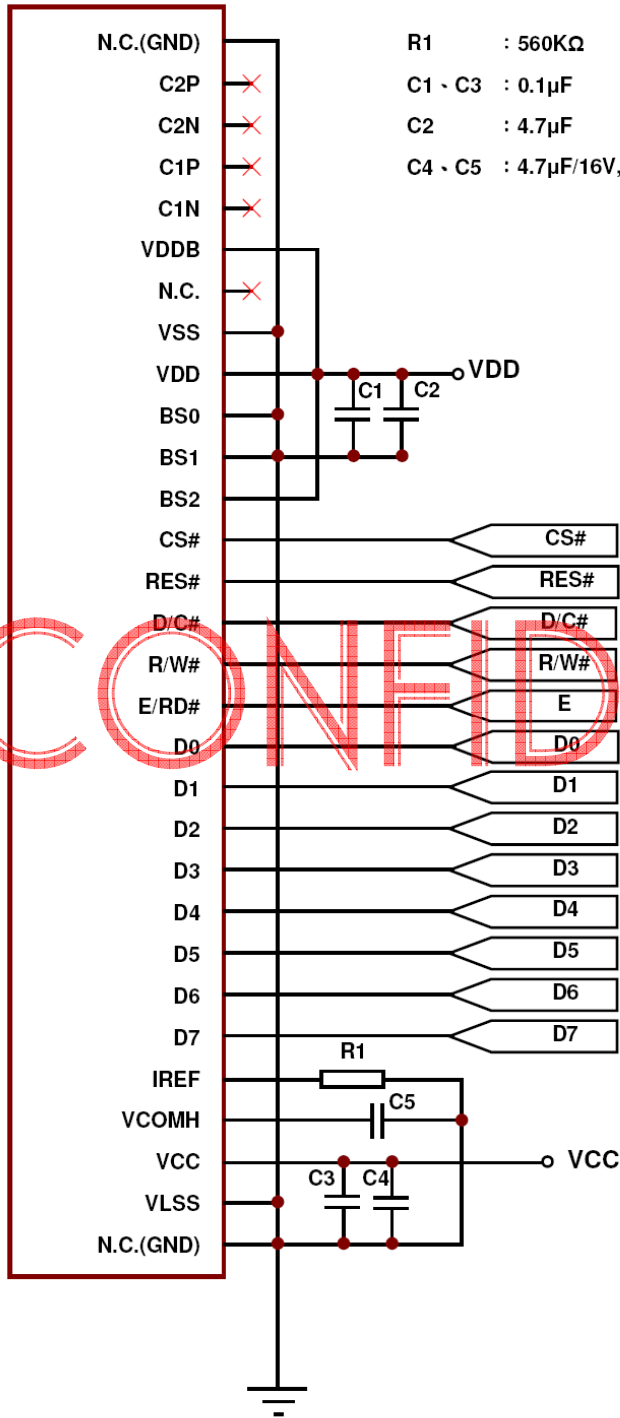 N.C.(GND)
C2P
C2N
C1P
C1N
VDDB
N.C.
VSS
VDD
BS0
BS1
BS2
CS#
RES#
D/C#
R/W#
E/RD#
D0
D1
D2
D3
D4
D5
D6
D7
IREF
VCOMH
VCC
VLSS
N.C.(GND)
R1 : 560KΩ
C1、C3 : 0.1µF
C2 : 4.7µF
C4、C5 : 4.7µF/16V,
VDD
C1 C2
CS#
RES#
D/C#
R/W#
E
D0
D1
D2
D3
D4
D5
D6
D7
R1
C5
VCC
C3 C4
CONFID